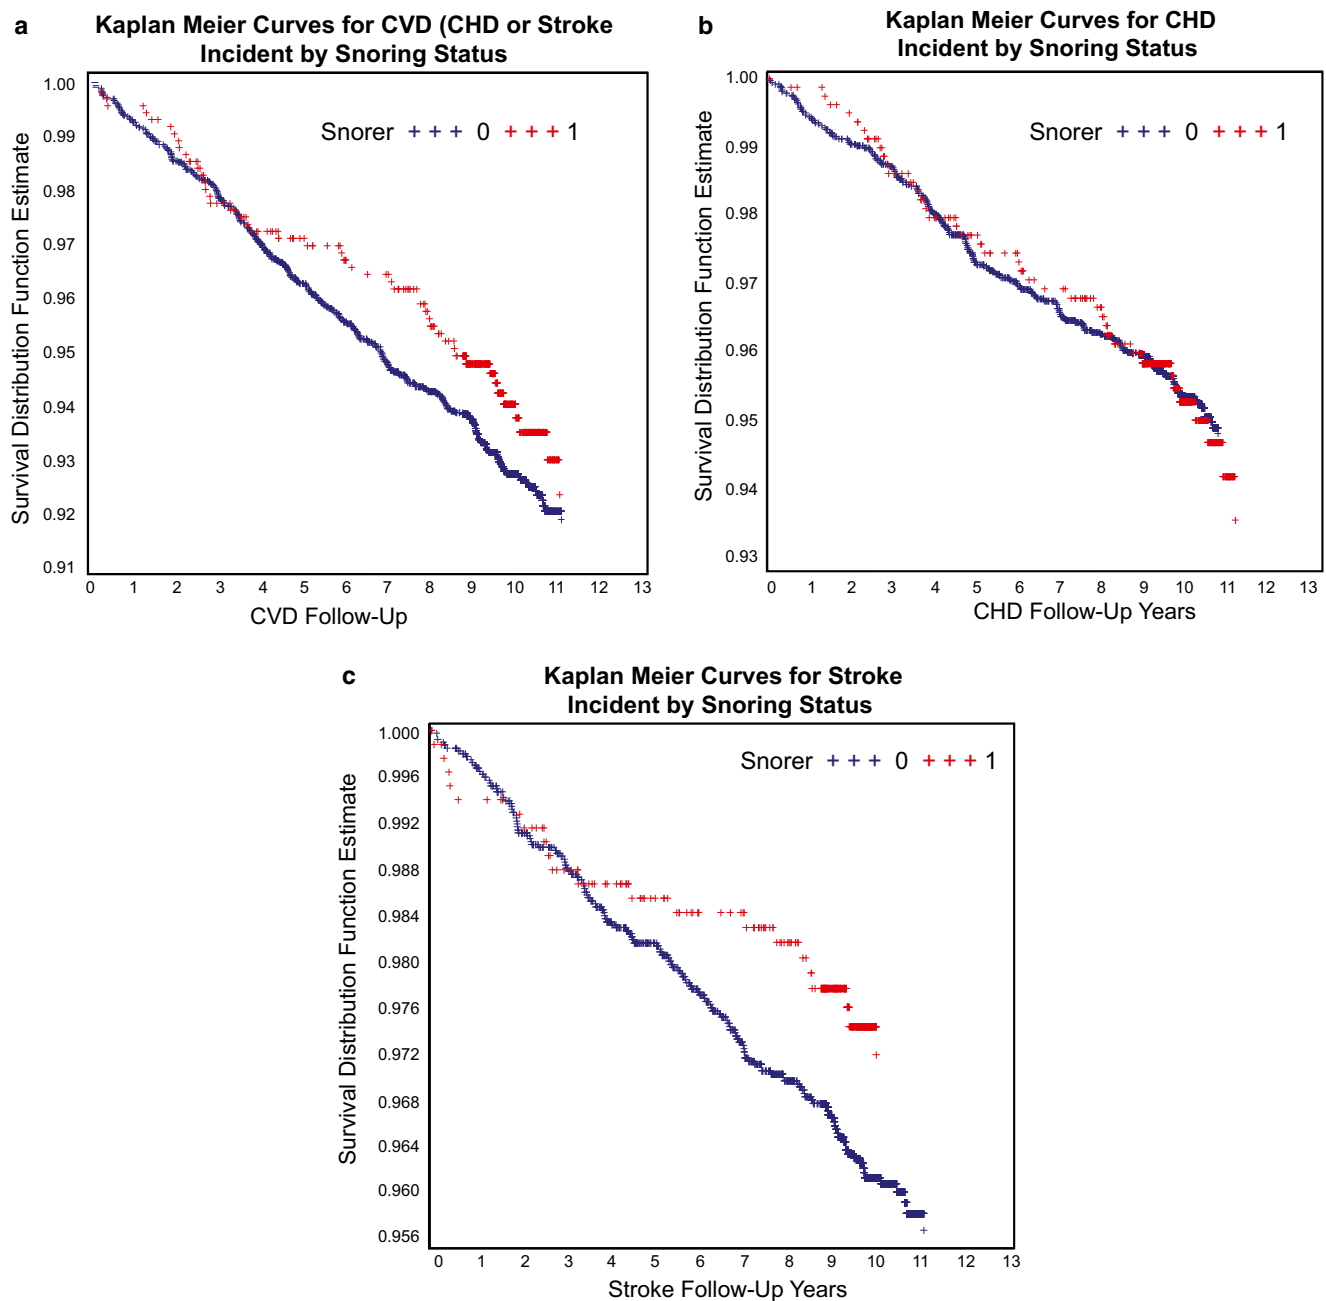 a
Kaplan Meier Curves for CVD (CHD or Stroke
Incident by Snoring Status
Snorer + + + 0 + + + 1
Survival Distribution Function Estimate
1.00
0.99
0.98
0.97
0.96
0.95
0.94
0.93
0.92
0.91
0 1 2 3 4 5 6 7 8 9 10 11 12 13
CVD Follow-Up
b
Kaplan Meier Curves for CHD
Incident by Snoring Status
Snorer + + + 0 + + + 1
Survival Distribution Function Estimate
1.00
0.99
0.98
0.97
0.96
0.95
0.94
0.93
0 1 2 3 4 5 6 7 8 9 10 11 12 13
CHD Follow-Up Years
c
Kaplan Meier Curves for Stroke
Incident by Snoring Status
Snorer + + + 0 + + + 1
Survival Distribution Function Estimate
1.000
0.996
0.992
0.988
0.984
0.980
0.976
0.972
0.968
0.964
0.960
0.956
0 1 2 3 4 5 6 7 8 9 10 11 12 13
Stroke Follow-Up Years